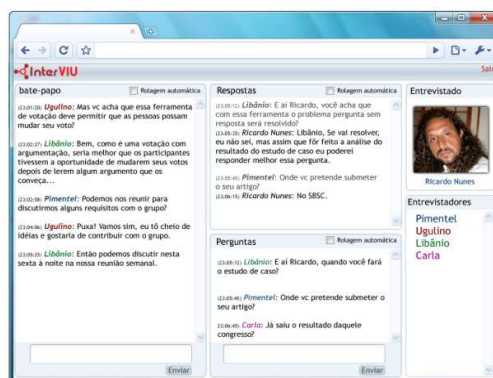 InterVIU
Sair
bate-papo
Rolagem automática
(23:01:20) Ugulino: Mas vc acha que essa ferramenta
de votação deve permitir que as pessoas possam
mudar seu voto?
(23:02:27) Libânio: Bem, como é uma votação com
argumentação, seria melhor que os participantes
tivessem a oportunidade de mudarem seus votos
depois de lerem algum argumento que os
conveça...
(23:02:58) Pimentel: Podemos nos reunir para
discutirmos alguns requisitos com o grupo?
(23:04:06) Ugulino: Puxa! Vamos sim, eu tô cheio de
idéias e gostaria de contribuir com o grupo.
(23:05:25) Libânio: Então podemos discutir nesta
sexta à noite na nossa reunião semanal.
Enviar
Respostas
Rolagem automática
(23:05:12) Libânio: E aí Ricardo, você acha que
com essa ferramenta o problema pergunta sem
resposta será resolvido?
(23:05:35) Ricardo Nunes: Libânio, Se vai resolver,
eu não sei, mas assim que fôr feito a análise do
resultado do estudo de caso eu poderei
responder melhor essa pergunta.
(23:05:45) Pimentel: Onde vc pretende submeter o
seu artigo?
(23:06:15) Ricardo Nunes: No SBSC.
Perguntas
Rolagem automática
(23:05:12) Libânio: E aí Ricardo, quando você fará
o estudo de caso?
(23:05:45) Pimentel: Onde vc pretende submeter o
seu artigo?
(23:06:45) Carla: Já saiu o resultado daquele
congresso?
Enviar
Entrevistado
Ricardo Nunes
Entrevistadores
Pimentel
Ugulino
Libânio
Carla